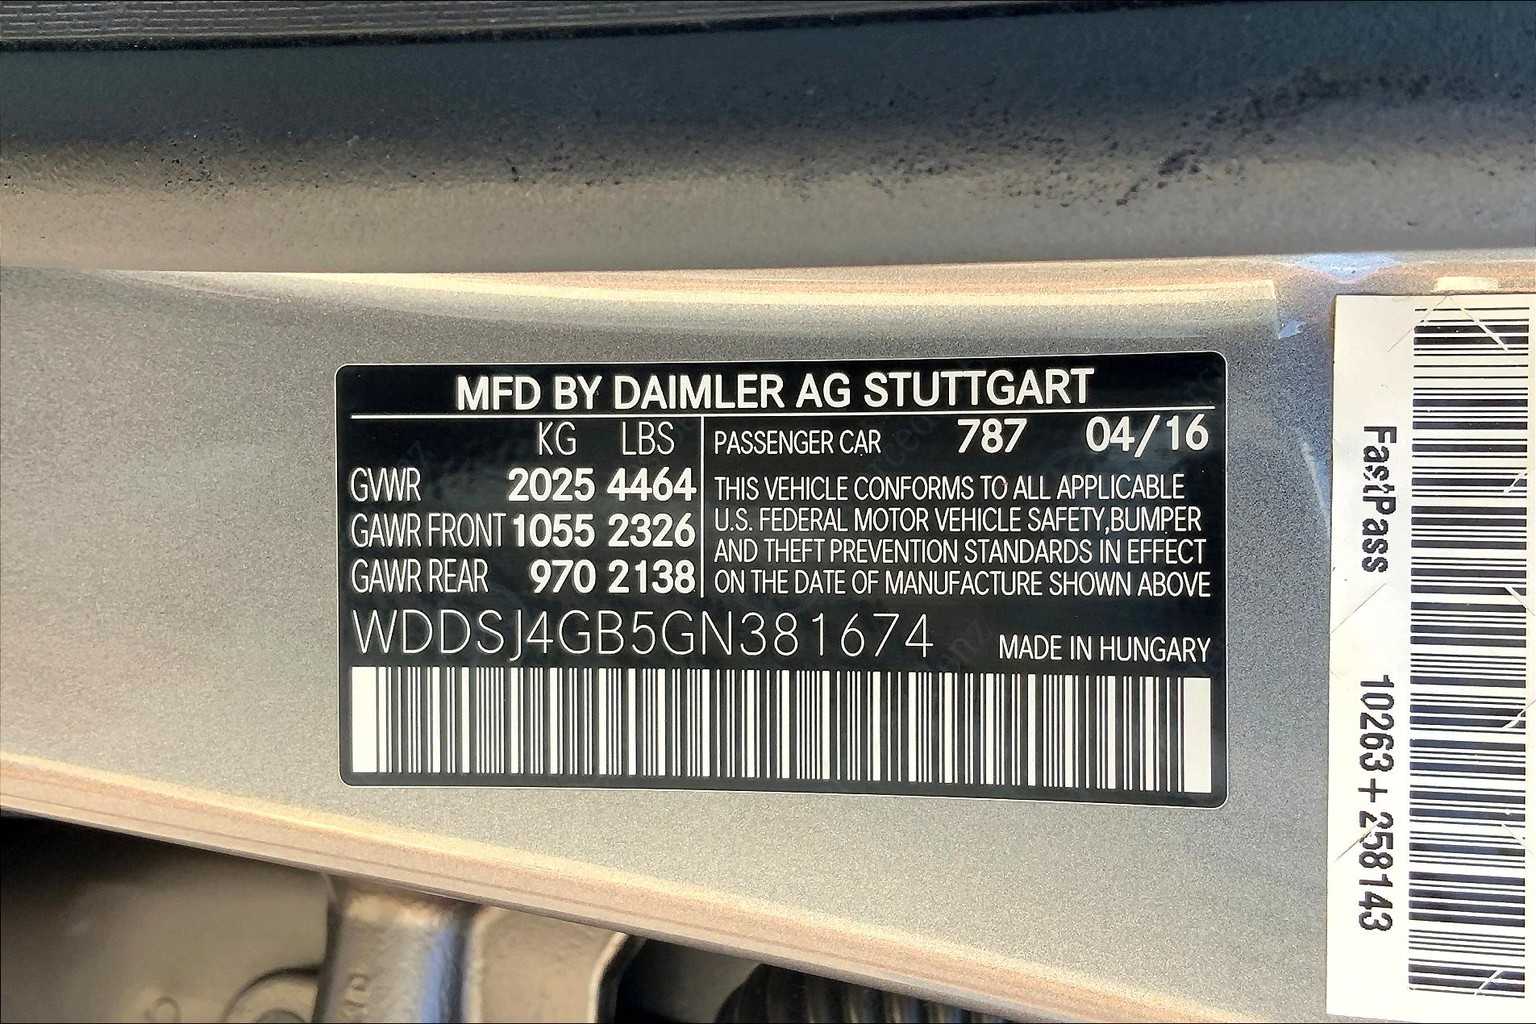 MFD BY DAIMLER AG STUTTGART
KG LBS
GVWR 2025 4464
GAWR FRONT 1055 2326
GAWR REAR 970 2138
PASSENGER CAR 787 04/16
THIS VEHICLE CONFORMS TO ALL APPLICABLE
U.S. FEDERAL MOTOR VEHICLE SAFETY,BUMPER
AND THEFT PREVENTION STANDARDS IN EFFECT
ON THE DATE OF MANUFACTURE SHOWN ABOVE
WDDSJ4GB5GN381674
MADE IN HUNGARY
FastPass 10263+258143